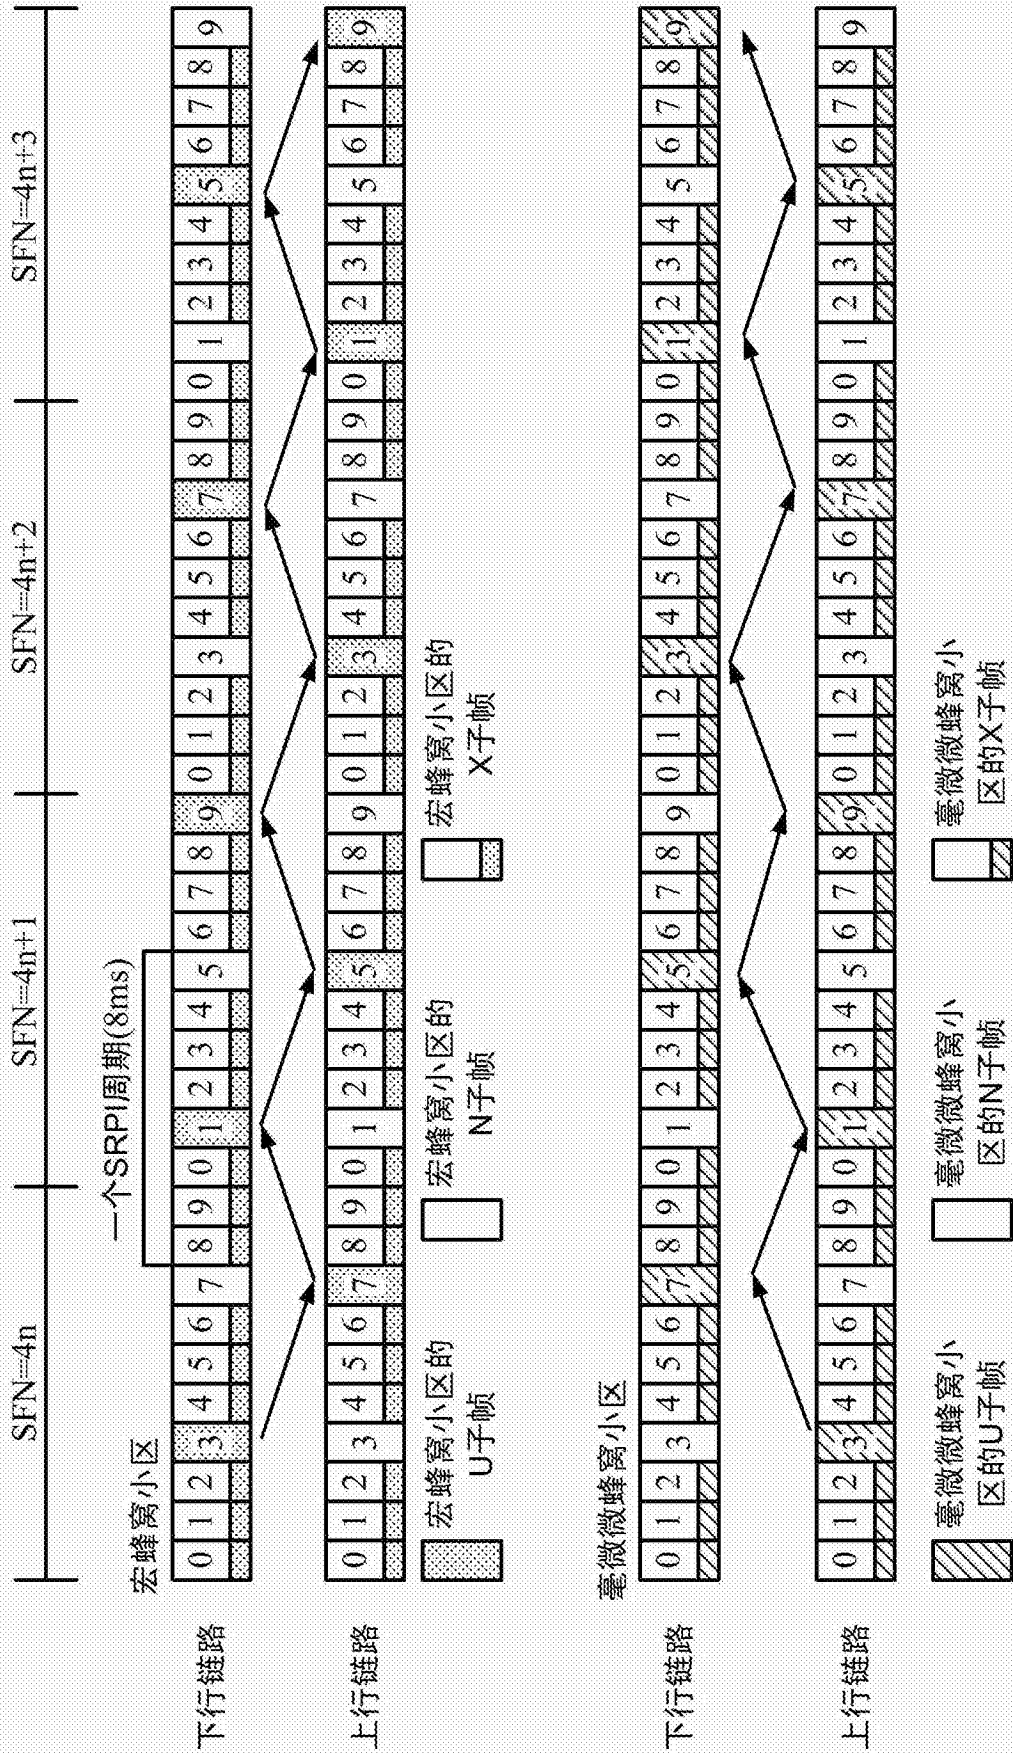 SFN=4n SFN=4n+1 SFN=4n+2 SFN=4n+3
一个SRPI周期(8ms)
宏蜂窝小区
下行链路 0 1 2 3 4 5 6 7 8 9 0 1 2 3 4 5 6 7 8 9 0 1 2 3 4 5 6 7 8 9 0 1 2 3 4 5 6 7 8 9
上行链路 0 1 2 3 4 5 6 7 8 9 0 1 2 3 4 5 6 7 8 9 0 1 2 3 4 5 6 7 8 9 0 1 2 3 4 5 6 7 8 9
宏蜂窝小区的
U子帧
宏蜂窝小区的
N子帧
宏蜂窝小区的
X子帧
毫微微蜂窝小区
下行链路 0 1 2 3 4 5 6 7 8 9 0 1 2 3 4 5 6 7 8 9 0 1 2 3 4 5 6 7 8 9 0 1 2 3 4 5 6 7 8 9
上行链路 0 1 2 3 4 5 6 7 8 9 0 1 2 3 4 5 6 7 8 9 0 1 2 3 4 5 6 7 8 9 0 1 2 3 4 5 6 7 8 9
毫微微蜂窝小
区的U子帧
毫微微蜂窝小
区的N子帧
毫微微蜂窝小
区的X子帧